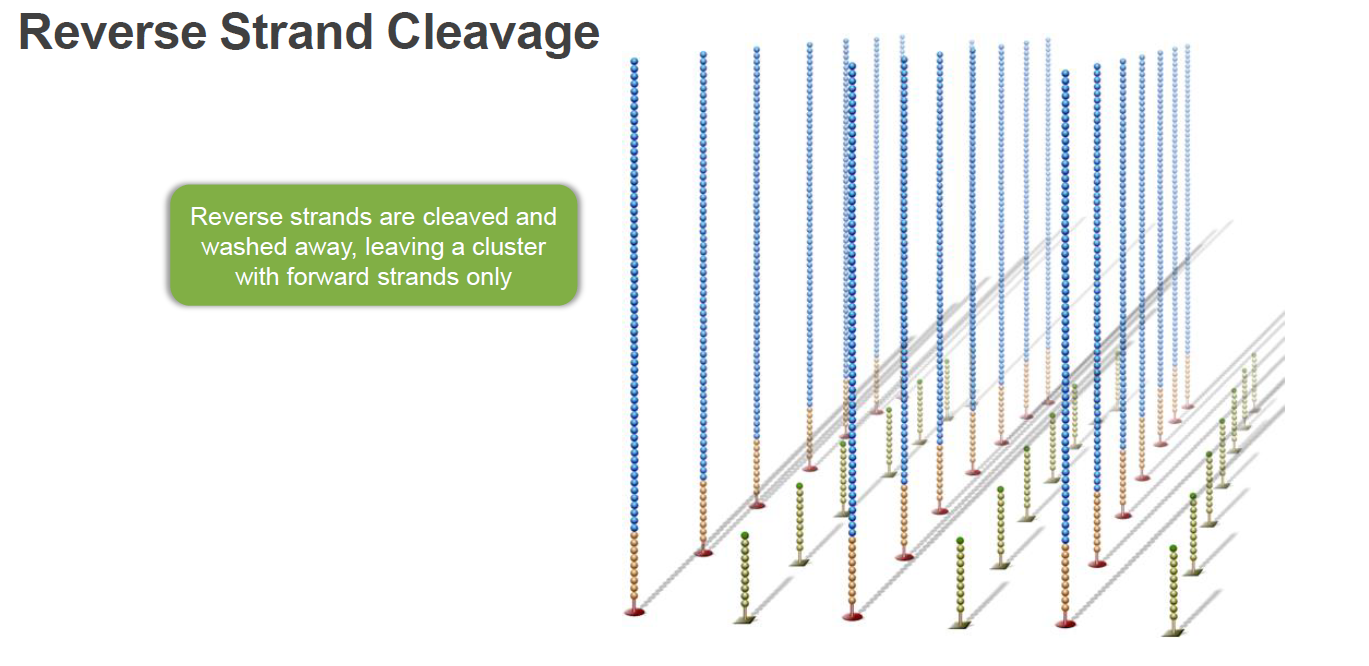 Reverse Strand Cleavage
Reverse strands are cleaved and
washed away, leaving a cluster
with forward strands only